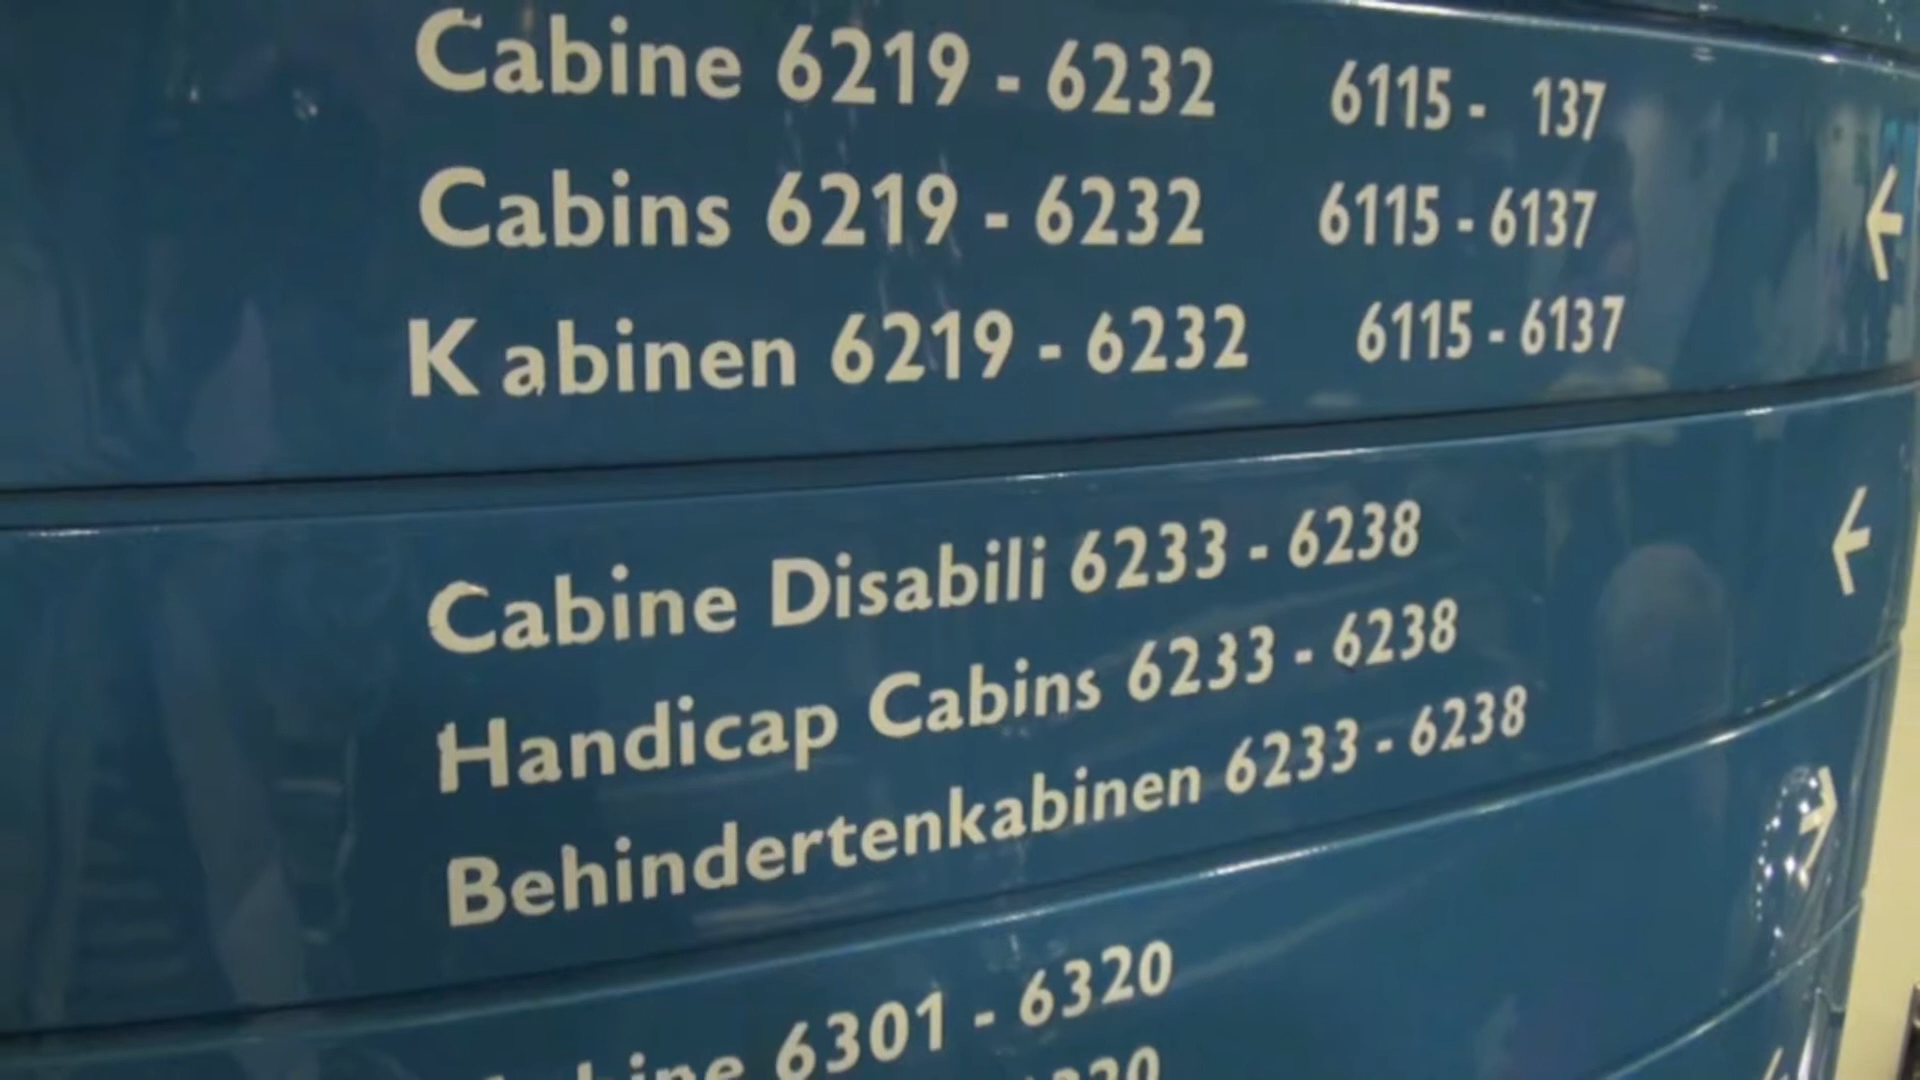 Cabine 6219 - 6232 6115 - 137
Cabins 6219 - 6232 6115 - 6137
K abinen 6219 - 6232 6115 - 6137
Cabine Disabili 6233 - 6238
Handicap Cabins 6233 - 6238
Behindertenkabinen 6233 - 6238
6301 - 6320